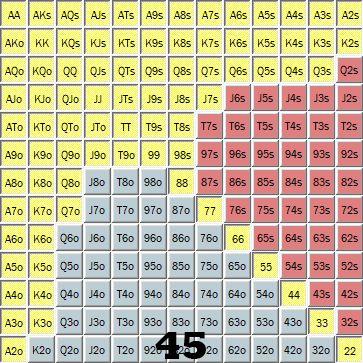 AA AKs AQs AJs ATs A9s A8s A7s A6s A5s A4s A3s A2s
AKo KK KQs KJs KTs K9s K8s K7s K6s K5s K4s K3s K2s
AQo KQo QQ QJs QTs Q9s Q8s Q7s Q6s Q5s Q4s Q3s Q2s
AJo KJo QJo JJ JTs J9s J8s J7s J6s J5s J4s J3s J2s
ATo KTo QTo JTo TT T9s T8s T7s T6s T5s T4s T3s T2s
A9o K9o Q9o J9o T9o 99 98s 97s 96s 95s 94s 93s 92s
A8o K8o Q8o J8o T8o 98o 88 87s 86s 85s 84s 83s 82s
A7o K7o Q7o J7o T7o 97o 87o 77 76s 75s 74s 73s 72s
A6o K6o Q6o J6o T6o 96o 86o 76o 66 65s 64s 63s 62s
A5o K5o Q5o J5o T5o 95o 85o 75o 65o 55 54s 53s 52s
A4o K4o Q4o J4o T4o 94o 84o 74o 64o 54o 44 43s 42s
A3o K3o Q3o J3o T3o 93o 83o 73o 63o 53o 43o 33 32s
A2o K2o Q2o J2o T2o 45 72o 62o 52o 42o 32o 22